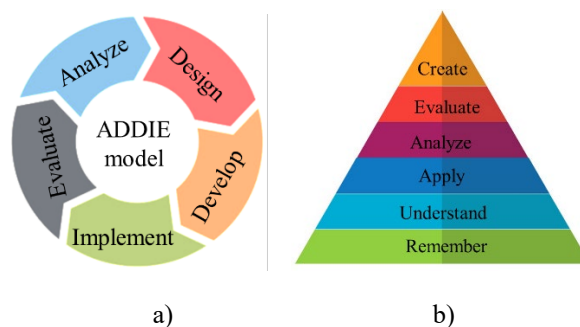 Analyze
Design
Develop
Implement
Evaluate
ADDIE
model
Create
Evaluate
Analyze
Apply
Understand
Remember
a)
b)